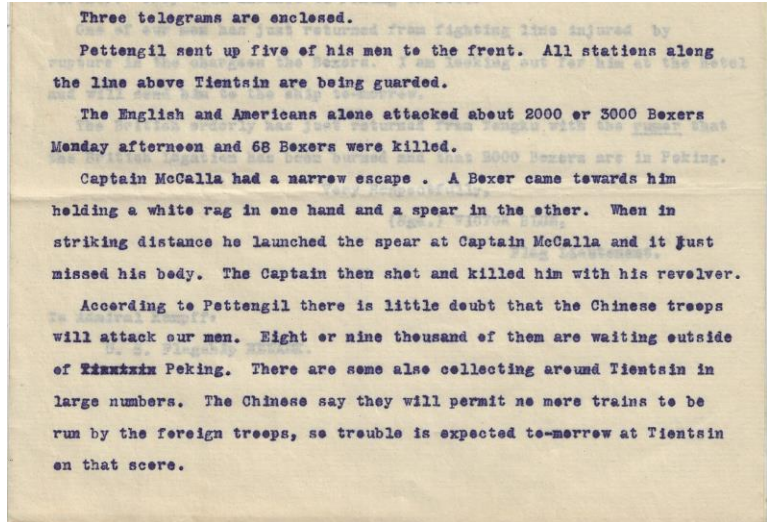 Three telegrams are enclosed.
Pettengil sent up five of his men to the front. All stations along
the line above Tientsin are being guarded.
The English and Americans alone attacked about 2000 or 3000 Boxers
Monday afternoon and 68 Boxers were killed.
Captain McCalla had a narrow escape . A Boxer came towards him
holding a white rag in one hand and a spear in the other. When in
striking distance he launched the spear at Captain McCalla and it just
missed his body. The Captain then shot and killed him with his revolver.
According to Pettengil there is little doubt that the Chinese troops
will attack our men. Eight or nine thousand of them are waiting outside
of Peking. There are some also collecting around Tientsin in
large numbers. The Chinese say they will permit no more trains to be
run by the foreign troops, so trouble is expected to-morrow at Tientsin
on that score.